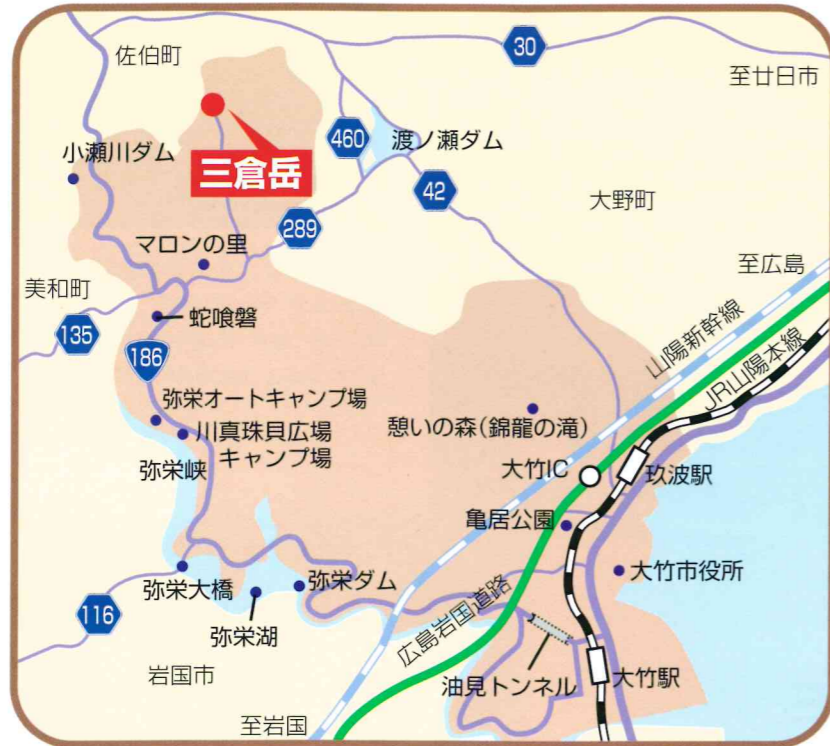 佐伯町
30
至廿日市
三倉岳
460
渡ノ瀬ダム
小瀬川ダム
42
大野町
289
マロンの里
至広島
美和町
135
蛇喰磐
186
山陽新幹線
JR山陽本線
弥栄オートキャンプ場
川真珠貝広場
キャンプ場
憩いの森(錦龍の滝)
弥栄峡
大竹IC
玖波駅
亀居公園
弥栄大橋
弥栄ダム
大竹市役所
116
弥栄湖
広島岩国道路
岩国市
油見トンネル
大竹駅
至岩国